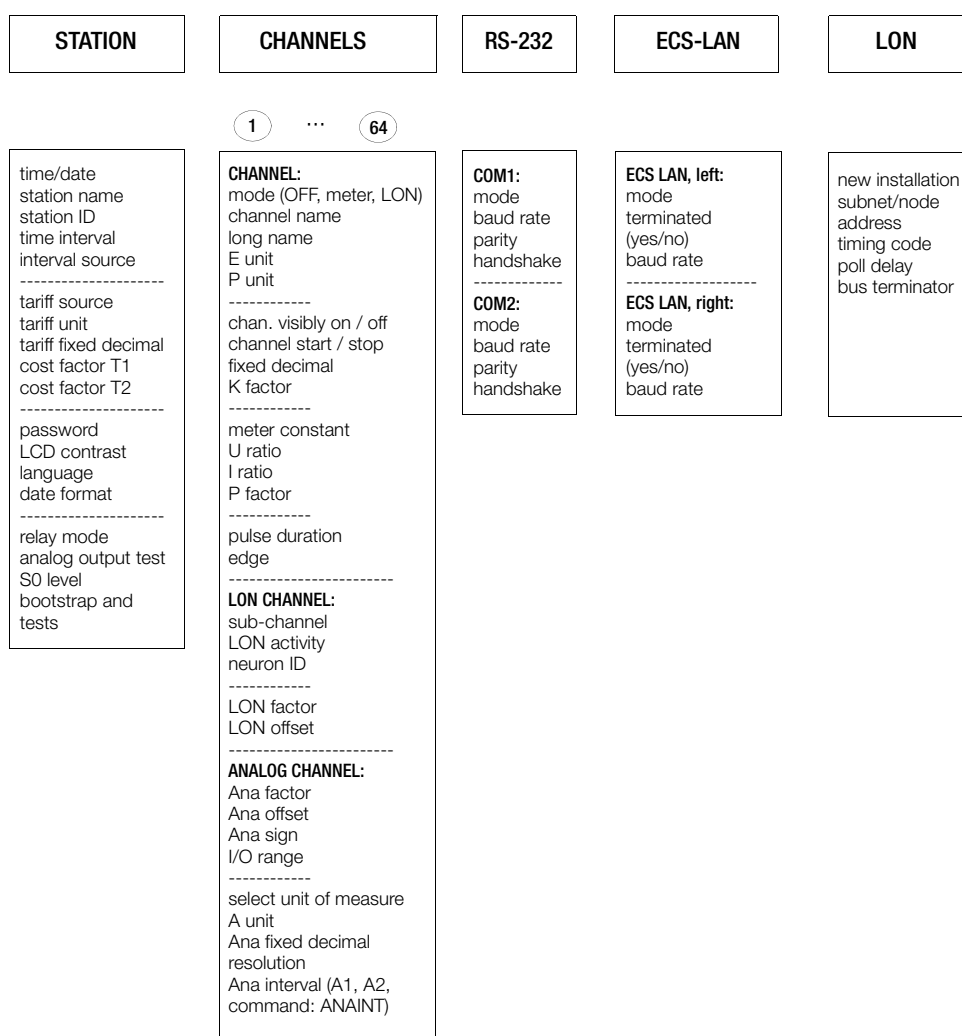 STATION
CHANNELS
RS-232
ECS-LAN
LON
1 ... 64
time/date
station name
station ID
time interval
interval source
---------------------
tariff source
tariff unit
tariff fixed decimal
cost factor T1
cost factor T2
---------------------
password
LCD contrast
language
date format
---------------------
relay mode
analog output test
S0 level
bootstrap and
tests
CHANNEL:
mode (OFF, meter, LON)
channel name
long name
E unit
P unit
------------
chan. visibly on / off
channel start / stop
fixed decimal
K factor
------------
meter constant
U ratio
I ratio
P factor
------------
pulse duration
edge
------------------------
LON CHANNEL:
sub-channel
LON activity
neuron ID
------------
LON factor
LON offset
------------------------
ANALOG CHANNEL:
Ana factor
Ana offset
Ana sign
I/O range
------------
select unit of measure
A unit
Ana fixed decimal
resolution
Ana interval (A1, A2,
command: ANAINT)
COM1:
mode
baud rate
parity
handshake
-------------
COM2:
mode
baud rate
parity
handshake
ECS LAN, left:
mode
terminated
(yes/no)
baud rate
-------------------
ECS LAN, right:
mode
terminated
(yes/no)
baud rate
new installation
subnet/node
address
timing code
poll delay
bus terminator